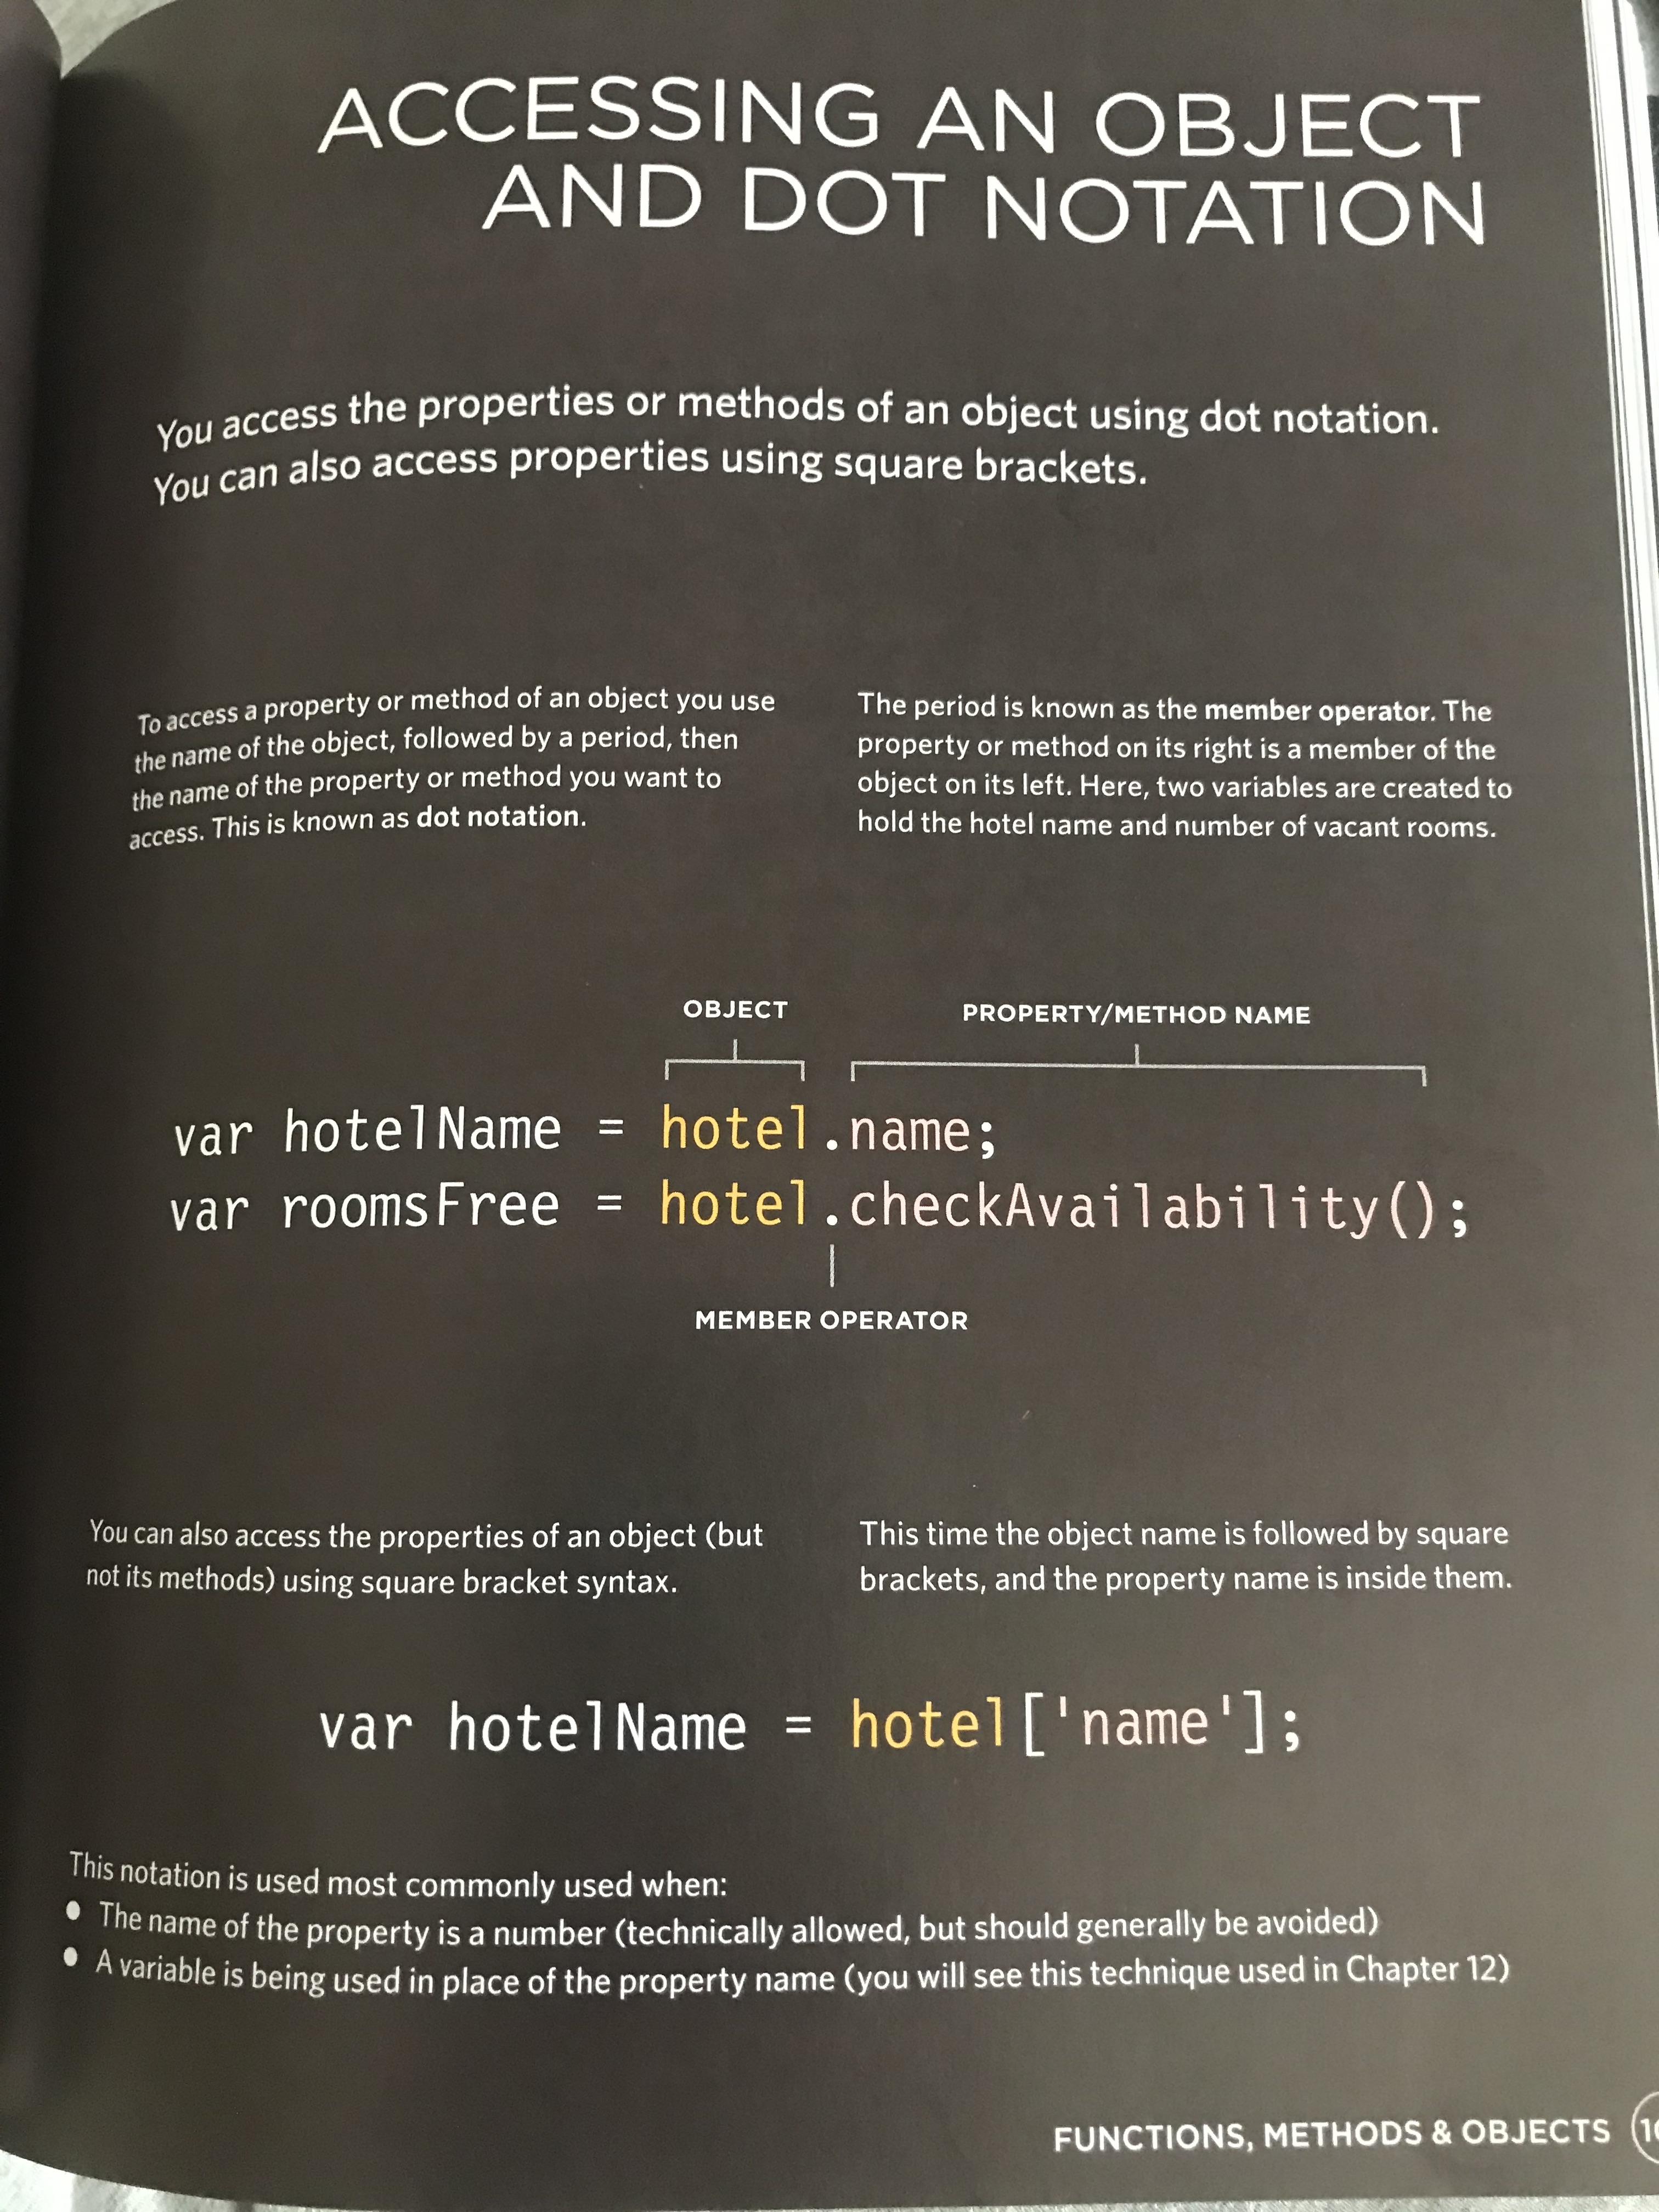 ACCESSING AN OBJECT
AND DOT NOTATION
You access the properties or methods of an object using dot notation.
You can also access properties using square brackets.
To access a property or method of an object you use
the name of the object, followed by a period, then
the name of the property or method you want to
access. This is known as dot notation.
The period is known as the member operator. The
property or method on its right is a member of the
object on its left. Here, two variables are created to
hold the hotel name and number of vacant rooms.
OBJECT
PROPERTY/METHOD NAME
var hotelName = hotel.name;
var roomsFree = hotel.checkAvailability();
MEMBER OPERATOR
You can also access the properties of an object (but
not its methods) using square bracket syntax.
This time the object name is followed by square
brackets, and the property name is inside them.
var hotelName = hotel['name'];
This notation is used most commonly used when:
● The name of the property is a number (technically allowed, but should generally be avoided)
● A variable is being used in place of the property name (you will see this technique used in Chapter 12)
FUNCTIONS, METHODS & OBJECTS